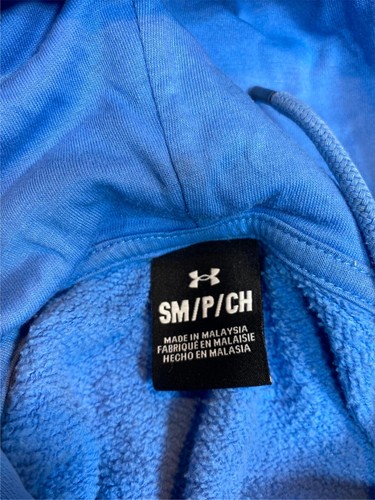 SM/P/CH
MADE IN MALAYSIA
FABRIQUÉ EN MALAISIE
HECHO EN MALASIA